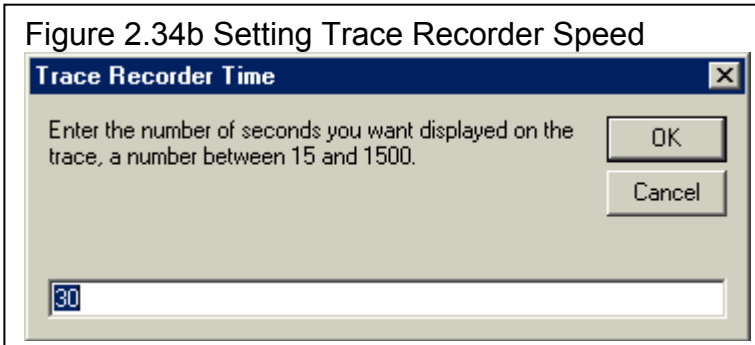 Figure 2.34b Setting Trace Recorder Speed
Trace Recorder Time
Enter the number of seconds you want displayed on the
trace, a number between 15 and 1500.
OK
Cancel
30